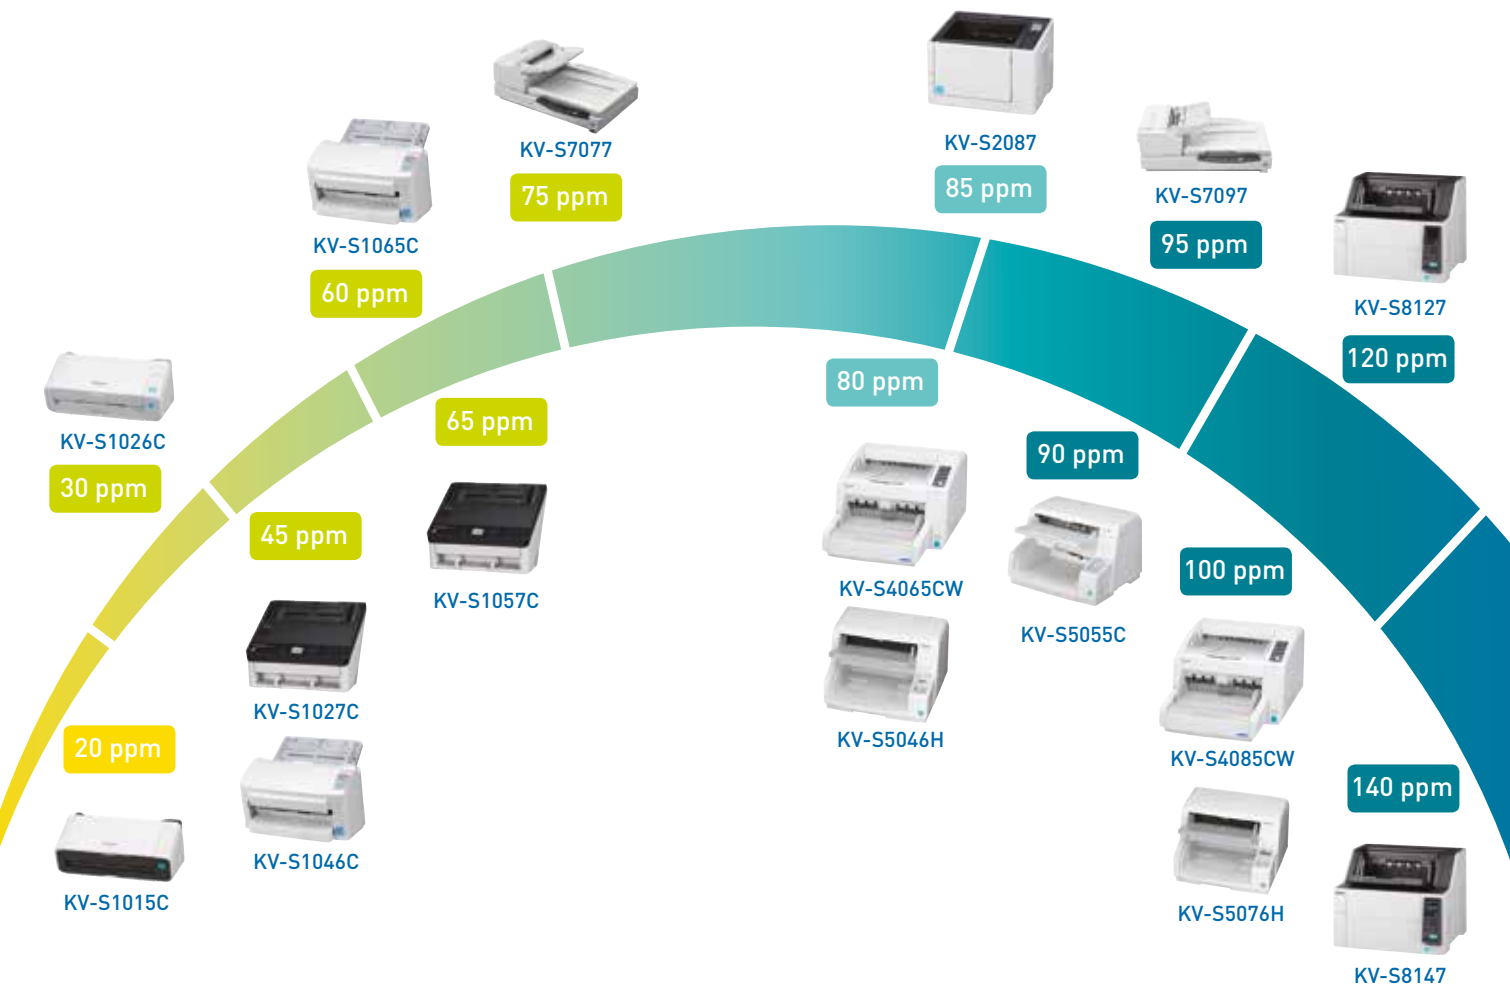 KV-S2087
85 ppm
KV-S7077
75 ppm
KV-S7097
95 ppm
KV-S1065C
60 ppm
KV-S8127
120 ppm
80 ppm
KV-S4065CW
KV-S5046H
65 ppm
KV-S1057C
KV-S1026C
30 ppm
90 ppm
KV-S5055C
45 ppm
KV-S1027C
KV-S1046C
100 ppm
KV-S4085CW
KV-S5076H
20 ppm
KV-S1015C
140 ppm
KV-S8147